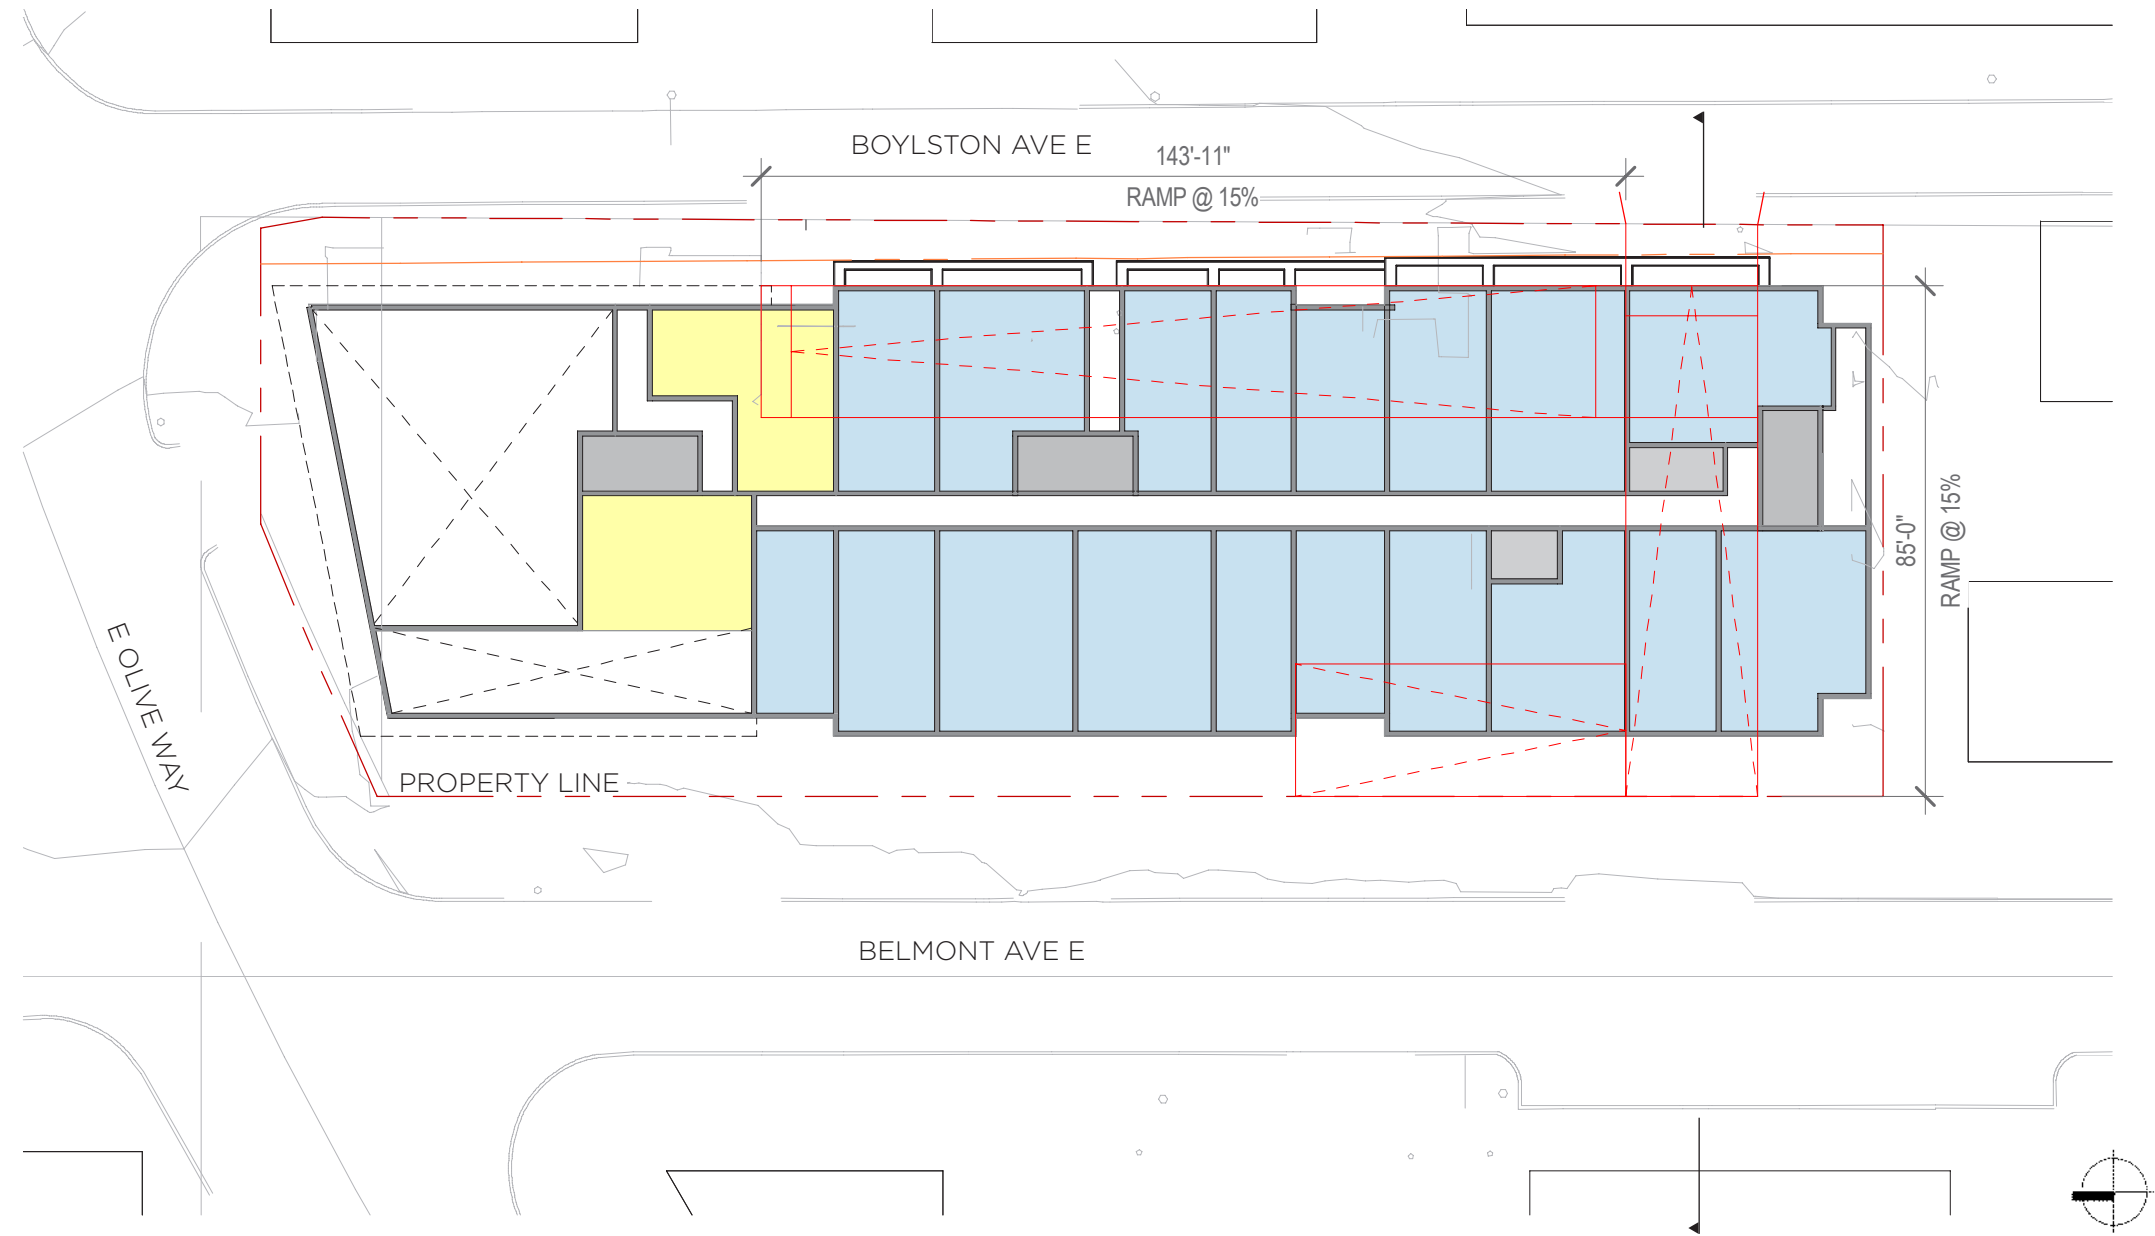 BOYLSTON AVE E
143'-11"
RAMP @ 15%
85'-0"
RAMP @ 15%
E OLIVE WAY
PROPERTY LINE
BELMONT AVE E